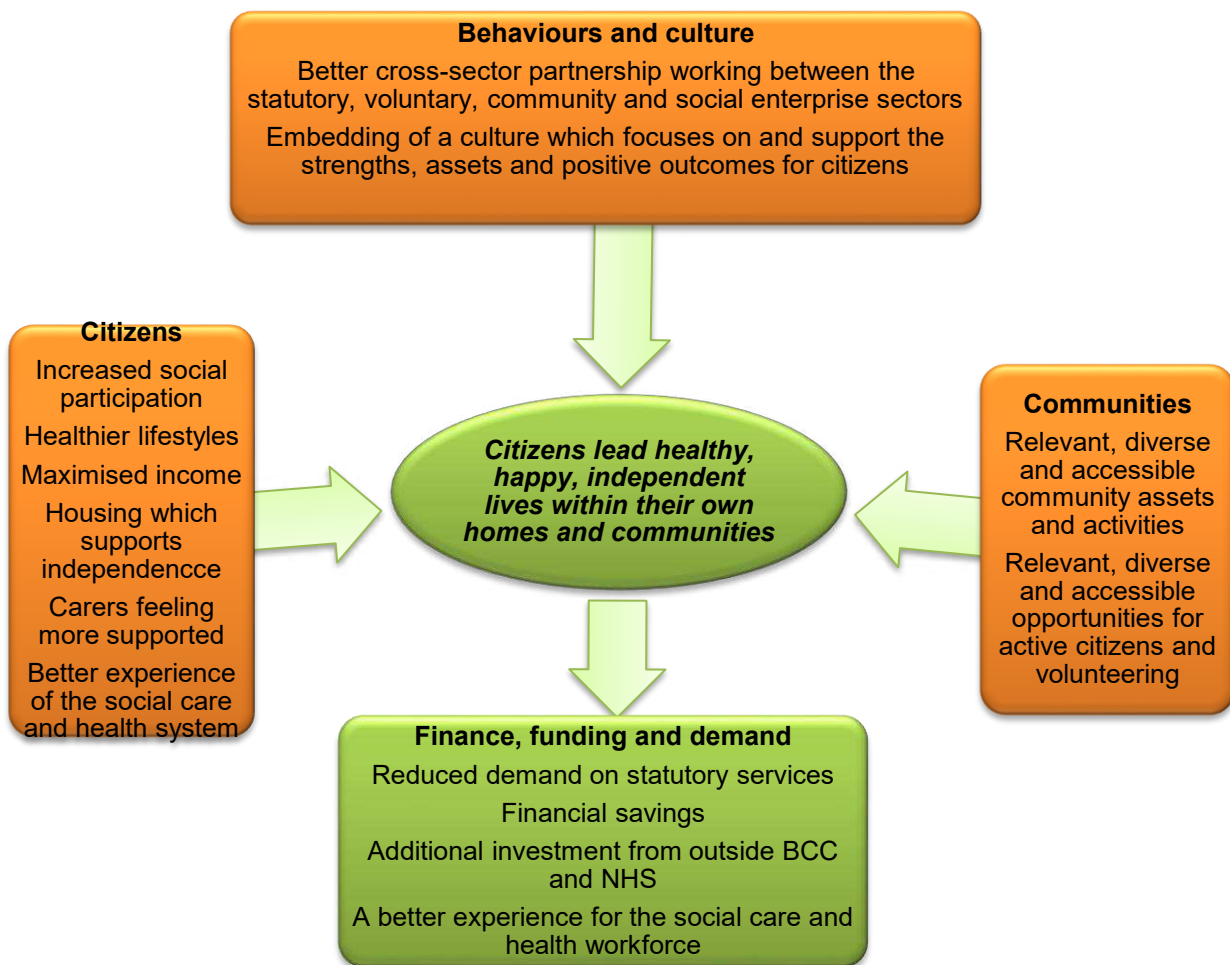 Behaviours and culture
Better cross-sector partnership working between the
statutory, voluntary, community and social enterprise sectors
Embedding of a culture which focuses on and support the
strengths, assets and positive outcomes for citizens
Citizens
Increased social
participation
Healthier lifestyles
Maximised income
Housing which
supports
independencce
Carers feeling
more supported
Better experience
of the social care
and health system
Citizens lead healthy,
happy, independent
lives within their own
homes and communities
Communities
Relevant, diverse
and accessible
community assets
and activities
Relevant, diverse
and accessible
opportunities for
active citizens and
volunteering
Finance, funding and demand
Reduced demand on statutory services
Financial savings
Additional investment from outside BCC
and NHS
A better experience for the social care and
health workforce